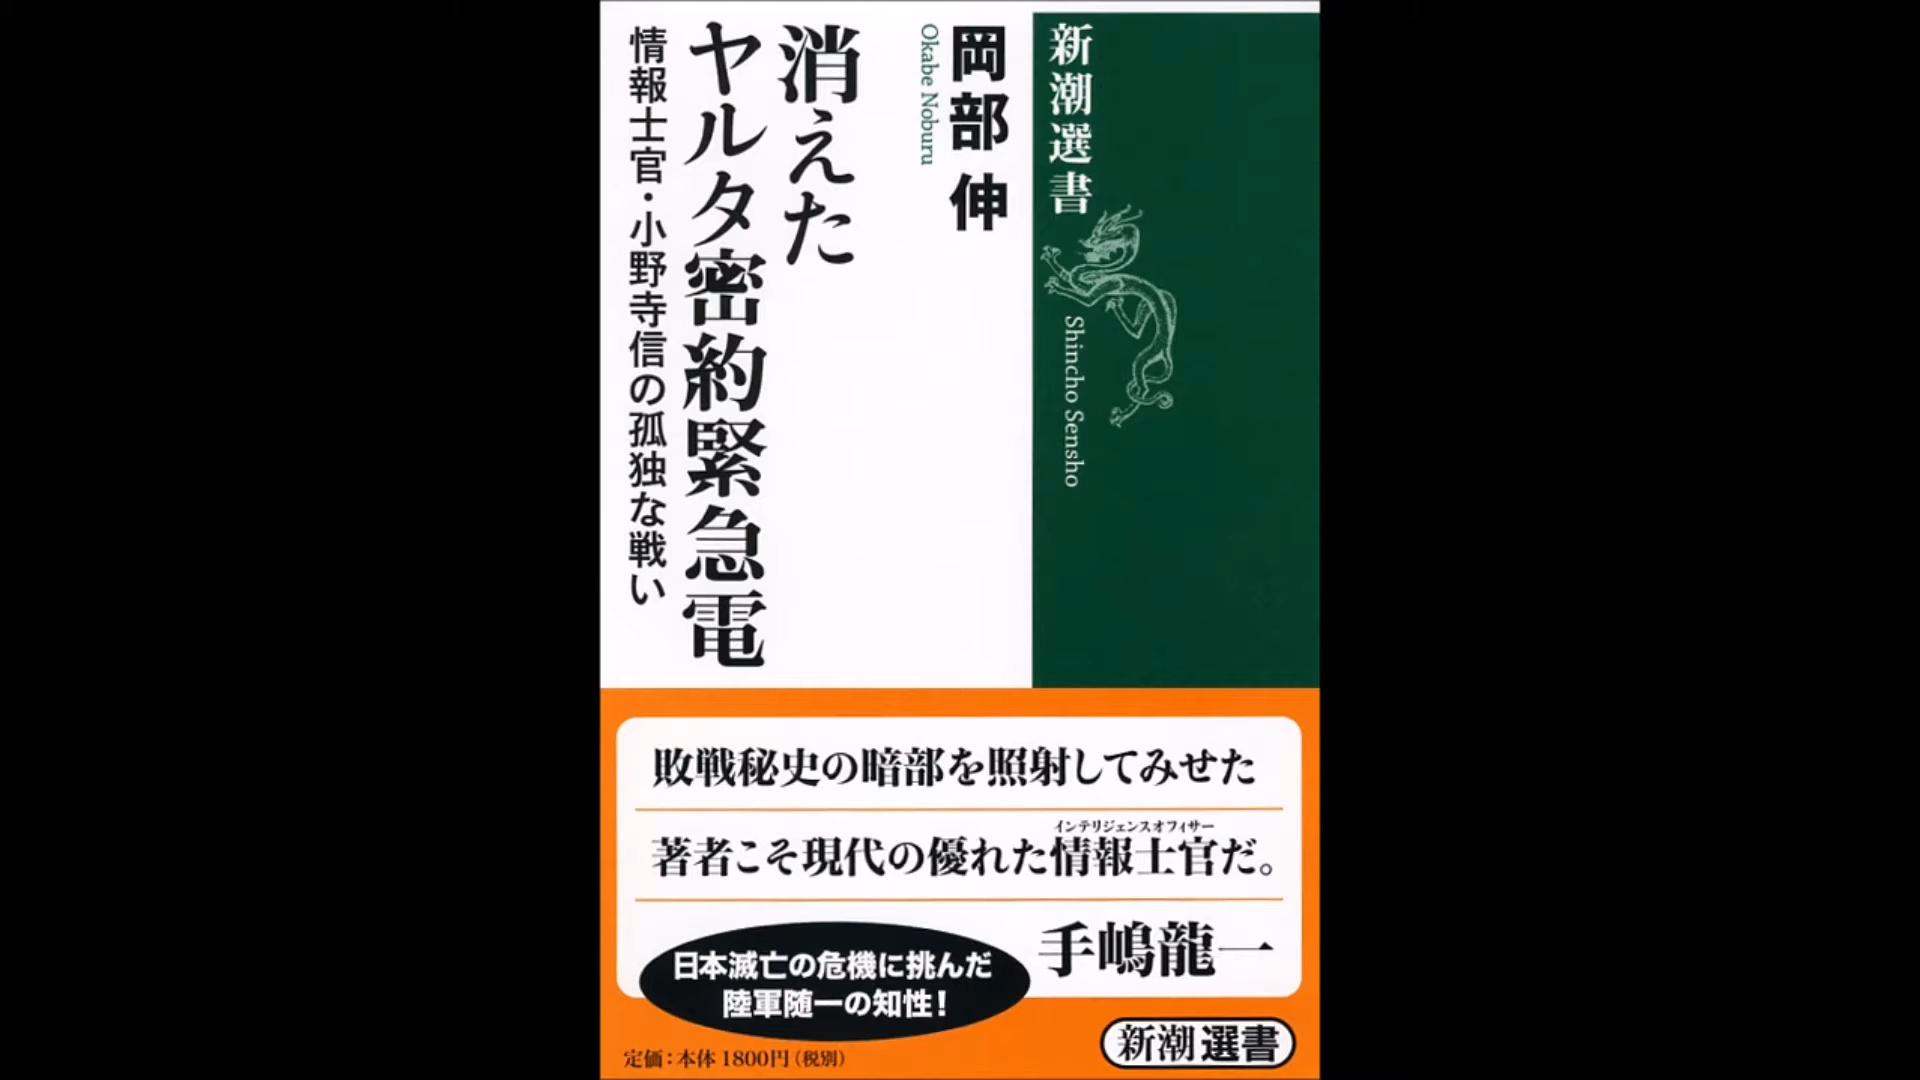 新潮選書
Shincho Sensho
岡部 伸
Okabe Noburu
消えた
ヤルタ密約緊急電
情報士官・小野寺信の孤独な戦い
敗戦秘史の暗部を照射してみせた
インテリジェンスオフィサー
著者こそ現代の優れた情報士官だ。
手嶋龍一
日本滅亡の危機に挑んだ
陸軍随一の知性!
定価:本体1800円(税別)
新潮選書